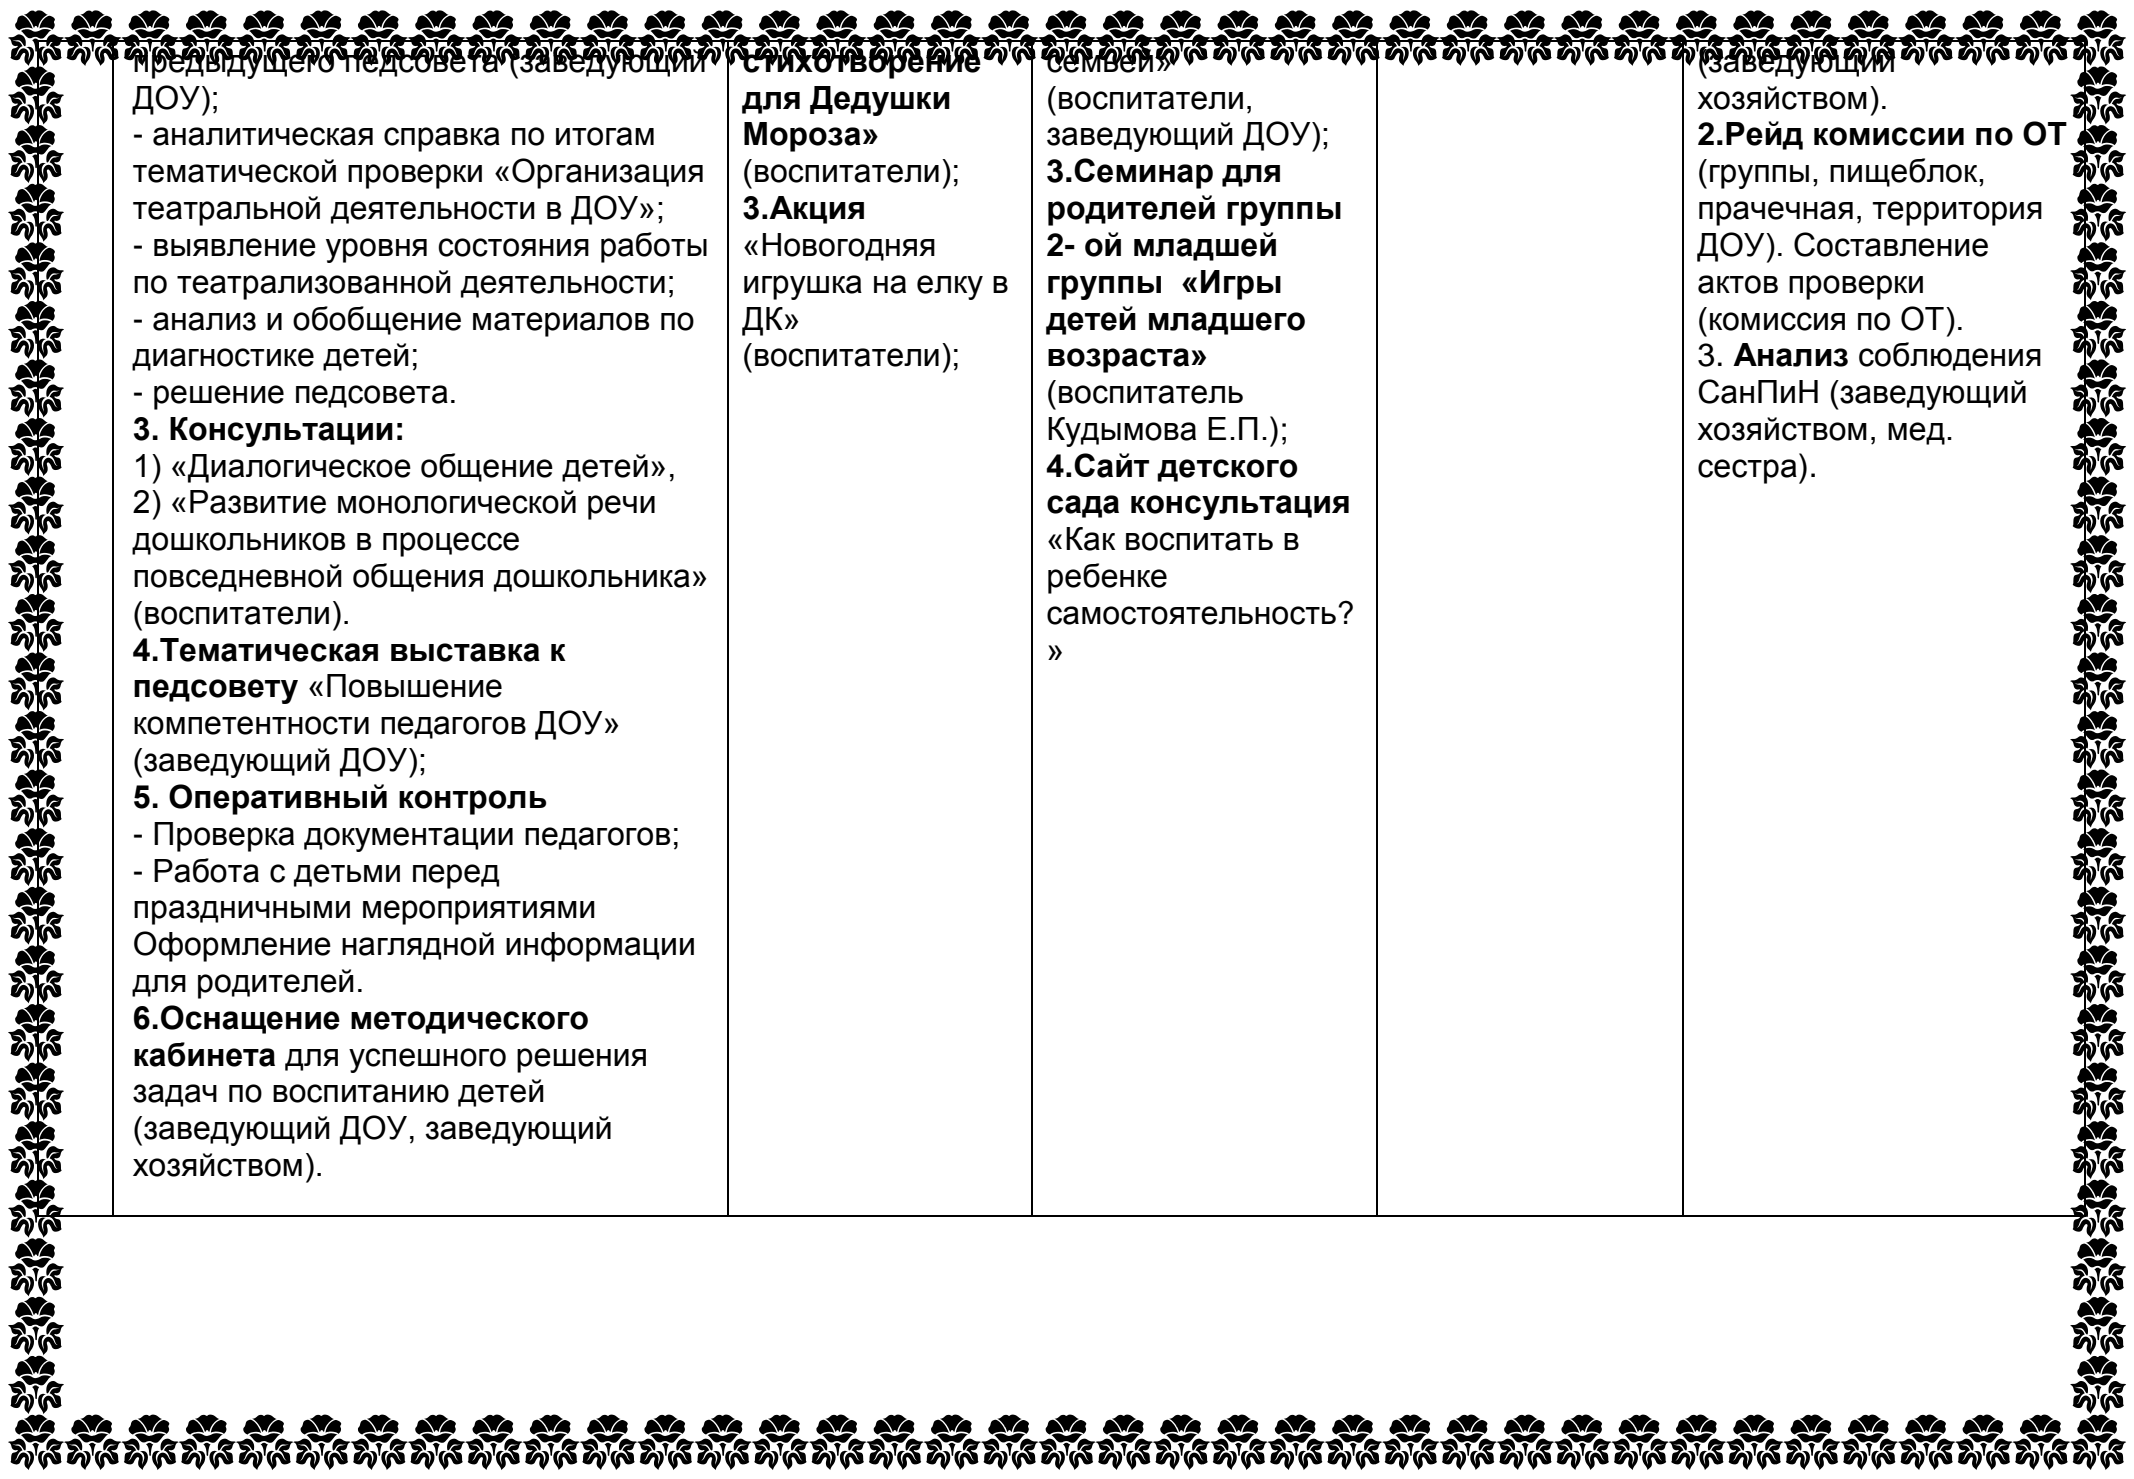 предыдущего педсовета (заведующий
ДОУ);
- аналитическая справка по итогам
тематической проверки «Организация
театральной деятельности в ДОУ»;
- выявление уровня состояния работы
по театрализованной деятельности;
- анализ и обобщение материалов по
диагностике детей;
- решение педсовета.
3. Консультации:
1) «Диалогическое общение детей»,
2) «Развитие монологической речи
дошкольников в процессе
повседневной общения дошкольника»
(воспитатели).
4.Тематическая выставка к
педсовету «Повышение
компетентности педагогов ДОУ»
(заведующий ДОУ);
5. Оперативный контроль
- Проверка документации педагогов;
- Работа с детьми перед
праздничными мероприятиями
Оформление наглядной информации
для родителей.
6.Оснащение методического
кабинета для успешного решения
задач по воспитанию детей
(заведующий ДОУ, заведующий
хозяйством).
стихотворение
для Дедушки
Мороза»
(воспитатели);
3.Акция
«Новогодняя
игрушка на елку в
ДК»
(воспитатели);
семьей»
(воспитатели,
заведующий ДОУ);
3.Семинар для
родителей группы
2- ой младшей
группы «Игры
детей младшего
возраста»
(воспитатель
Кудымова Е.П.);
4.Сайт детского
сада консультация
«Как воспитать в
ребенке
самостоятельность?
»
(заведующий
хозяйством).
2.Рейд комиссии по ОТ
(группы, пищеблок,
прачечная, территория
ДОУ). Составление
актов проверки
(комиссия по ОТ).
3. Анализ соблюдения
СанПиН (заведующий
хозяйством, мед.
сестра).